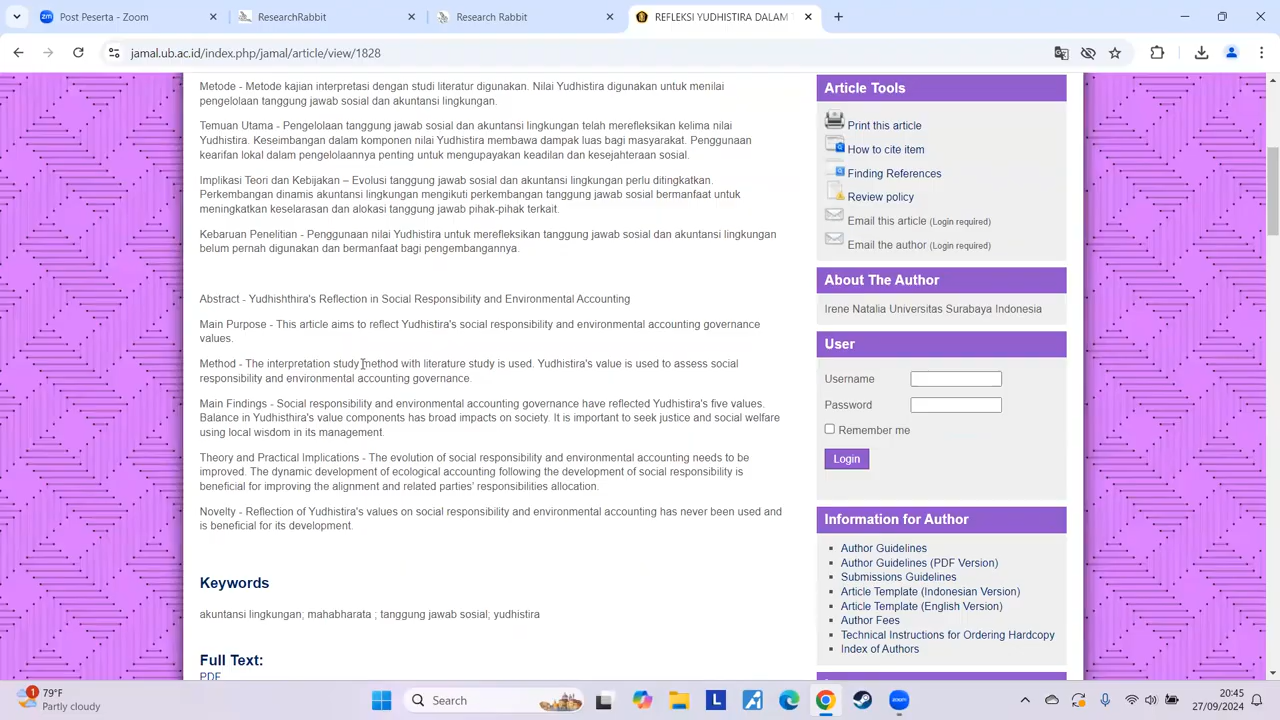 Post Peserta - Zoom
ResearchRabbit
Research Rabbit
REFLEKSI YUDHISTIRA DALAM
jamal.ub.ac.id/index.php/jamal/article/view/1828
Metode - Metode kajian interpretasi dengan studi literatur digunakan. Nilai Yudhistira digunakan untuk menilai
pengelolaan tanggung jawab sosial dan akuntansi lingkungan.
Temuan Utama - Pengelolaan tanggung jawab sosial dan akuntansi lingkungan telah merefleksikan kelima nilai
Yudhistira. Keseimbangan dalam komponen nilai Yudhistira membawa dampak luas bagi masyarakat. Penggunaan
kearifan lokal dalam pengelolaannya penting untuk mengupayakan keadilan dan kesejahteraan sosial.
Implikasi Teori dan Kebijakan – Evolusi tanggung jawab sosial dan akuntansi lingkungan perlu ditingkatkan.
Pengembangan dinamis akuntansi lingkungan mengikuti perkembangan tanggung jawab sosial bermanfaat untuk
meningkatkan keselarasan dan alokasi tanggung jawab pihak-pihak terkait.
Kebaruan Penelitian - Penggunaan nilai Yudhistira untuk merefleksikan tanggung jawab sosial dan akuntansi lingkungan
belum pernah digunakan dan bermanfaat bagi pengembangannya.
Abstract - Yudhishthira's Reflection in Social Responsibility and Environmental Accounting
Main Purpose - This article aims to reflect Yudhistira's social responsibility and environmental accounting governance
values.
Method - The interpretation study method with literature study is used. Yudhistira's value is used to assess social
responsibility and environmental accounting governance.
Main Findings - Social responsibility and environmental accounting governance have reflected Yudhistira's five values.
Balance in Yudhisthira's value components has broad impacts on society. It is important to seek justice and social welfare
using local wisdom in its management.
Theory and Practical Implications - The evolution of social responsibility and environmental accounting needs to be
improved. The dynamic development of ecological accounting following the development of social responsibility is
beneficial for improving the alignment and related parties' responsibilities allocation.
Novelty - Reflection of Yudhistira's values on social responsibility and environmental accounting has never been used and
is beneficial for its development.
Keywords
akuntansi lingkungan; mahabharata ; tanggung jawab sosial; yudhistira
Full Text:
PDF
Article Tools
Print this article
How to cite item
Finding References
Review policy
Email this article (Login required)
Email the author (Login required)
About The Author
Irene Natalia Universitas Surabaya Indonesia
User
Username
Password
Remember me
Login
Information for Author
Author Guidelines
Author Guidelines (PDF Version)
Submissions Guidelines
Article Template (Indonesian Version)
Article Template (English Version)
Author Fees
Technical Instructions for Ordering Hardcopy
Index of Authors
1
79°F
Partly cloudy
Search
20:45
27/09/2024